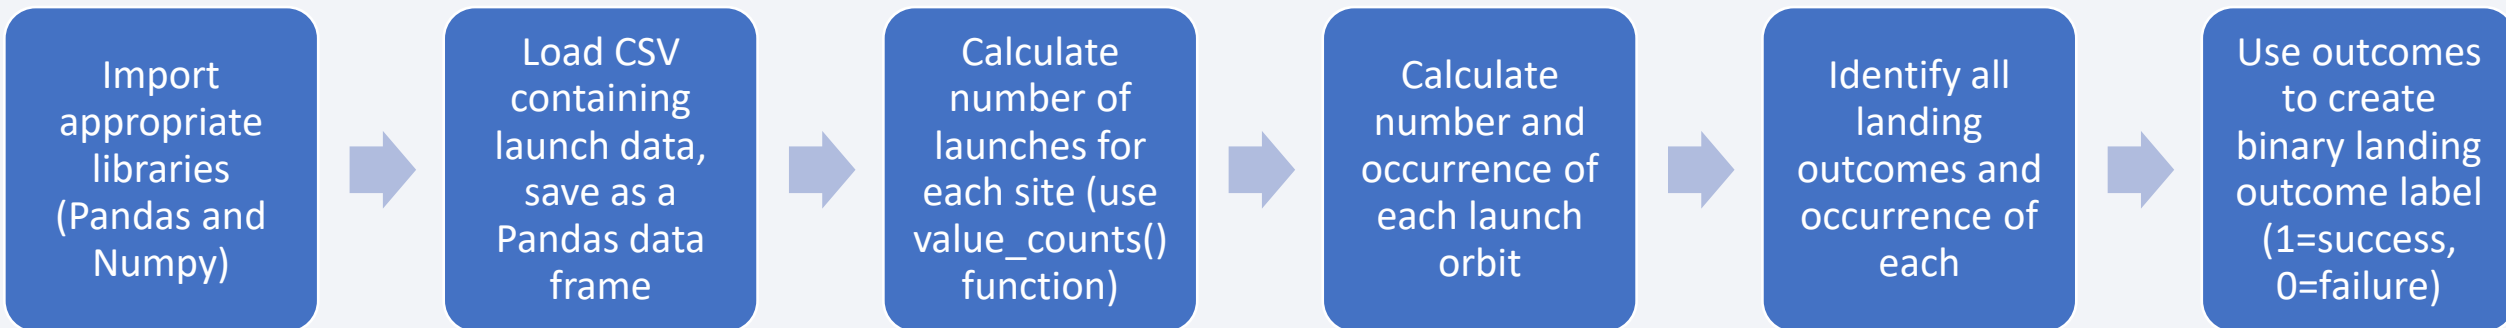 Import
appropriate
libraries
(Pandas and
Numpy)
Load CSV
containing
launch data,
save as a
Pandas data
frame
Calculate
number of
launches for
each site (use
value_counts()
function)
Calculate
number and
occurrence of
each launch
orbit
Identify all
landing
outcomes and
occurrence of
each
Use outcomes
to create
binary landing
outcome label
(1=success,
0=failure)